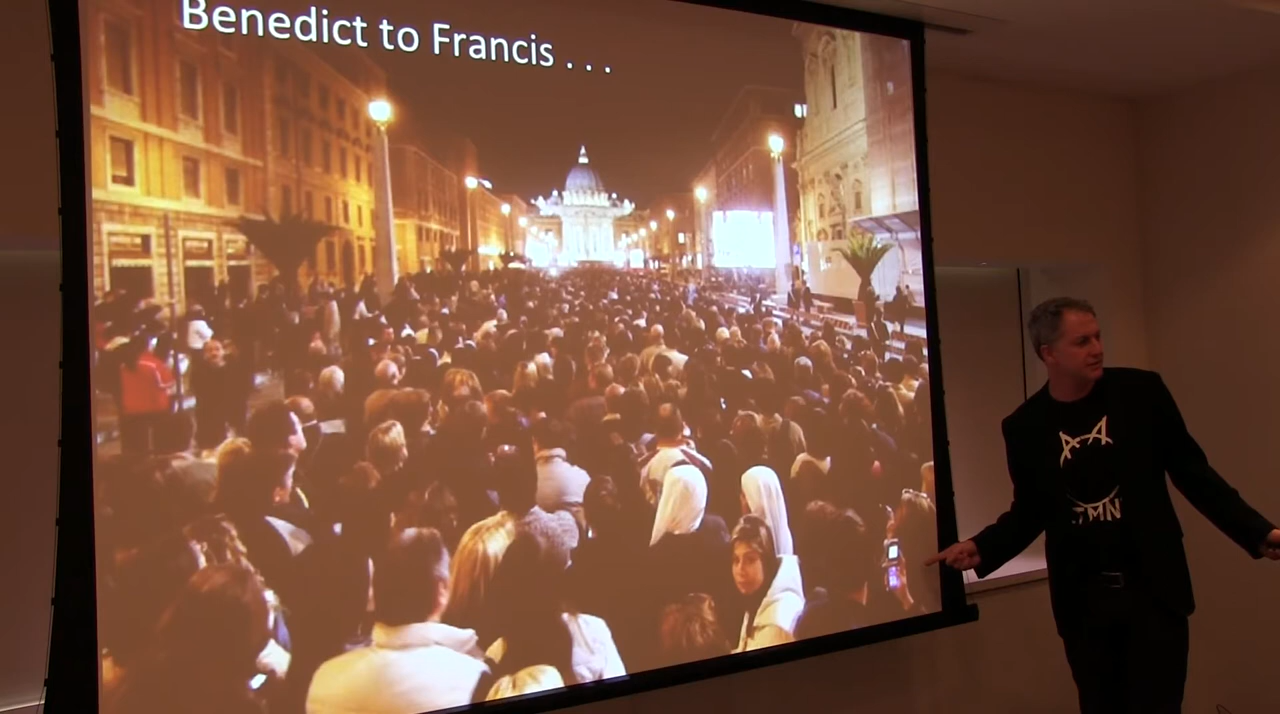 Benedict to Francis . . .